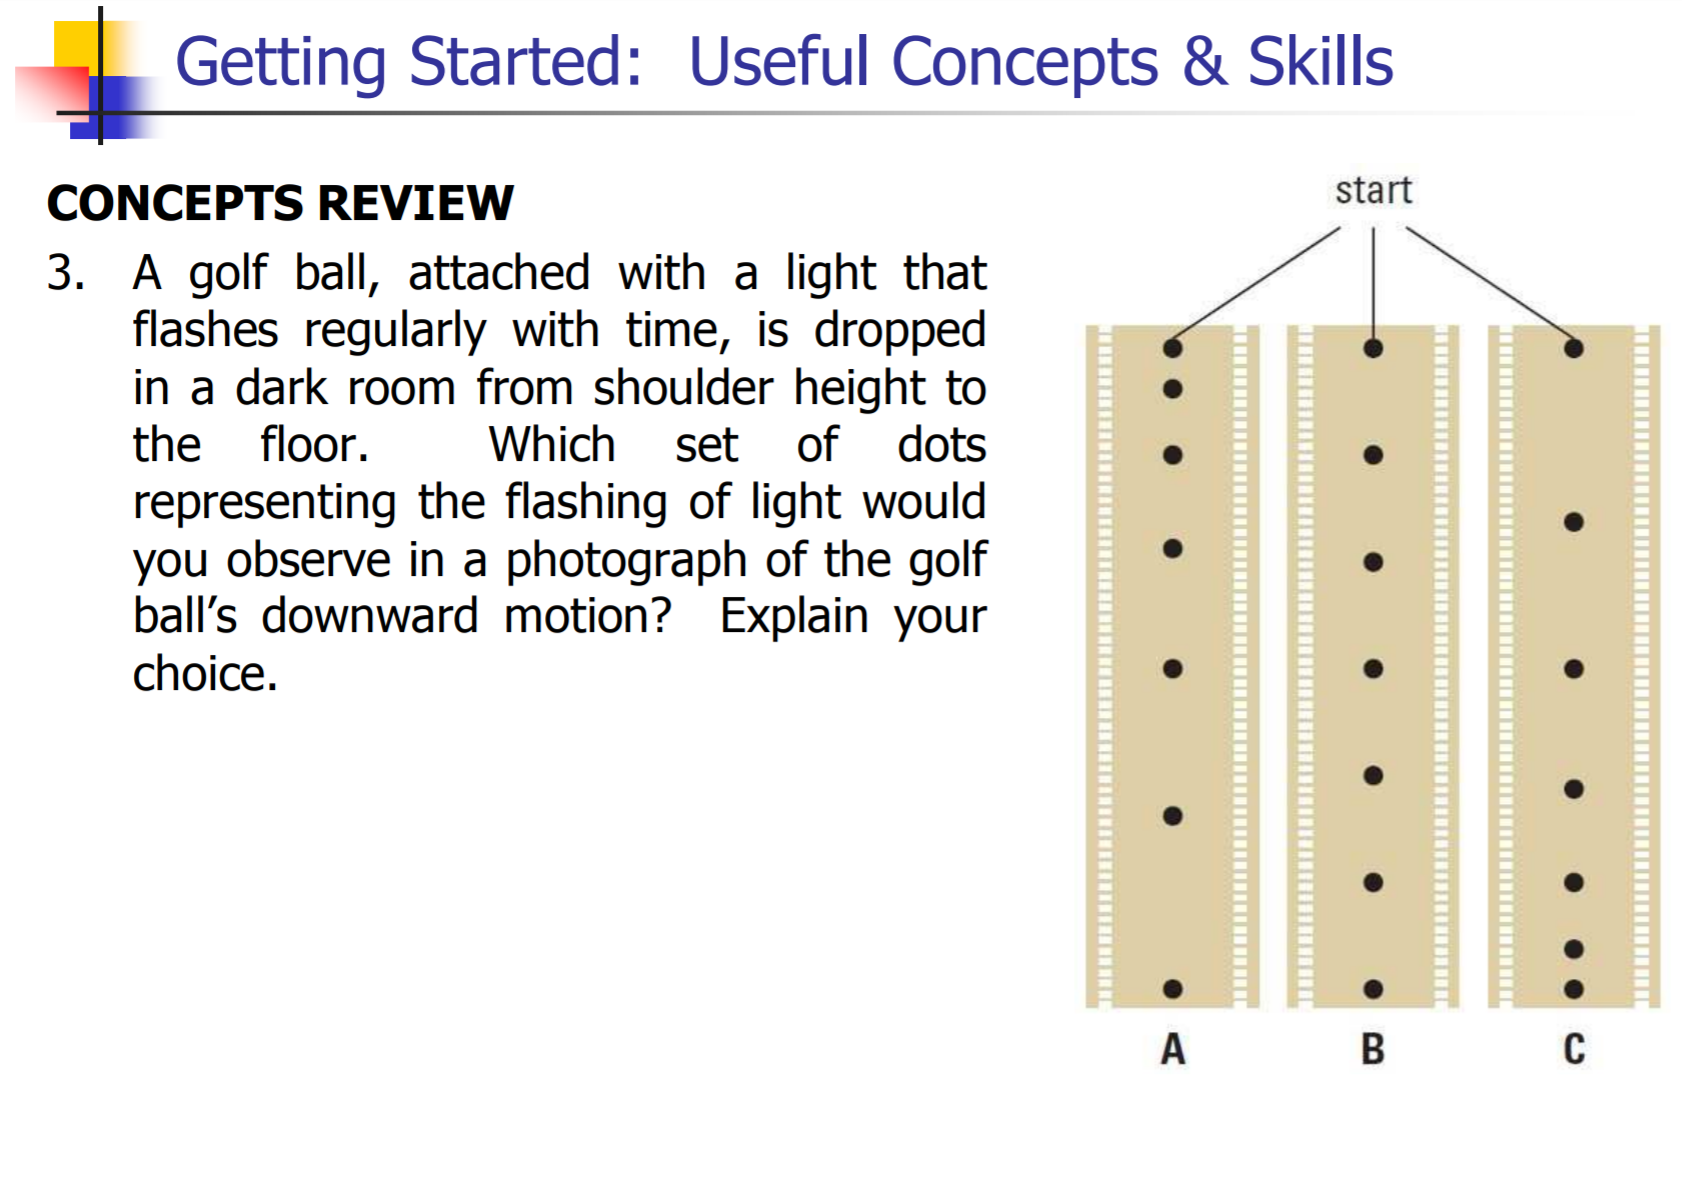 Getting Started: Useful Concepts & Skills
CONCEPTS REVIEW
3. A golf ball, attached with a light that
flashes regularly with time, is dropped
in a dark room from shoulder height to
the floor. Which set of dots
representing the flashing of light would
you observe in a photograph of the golf
ball’s downward motion? Explain your
choice.
start
A B C